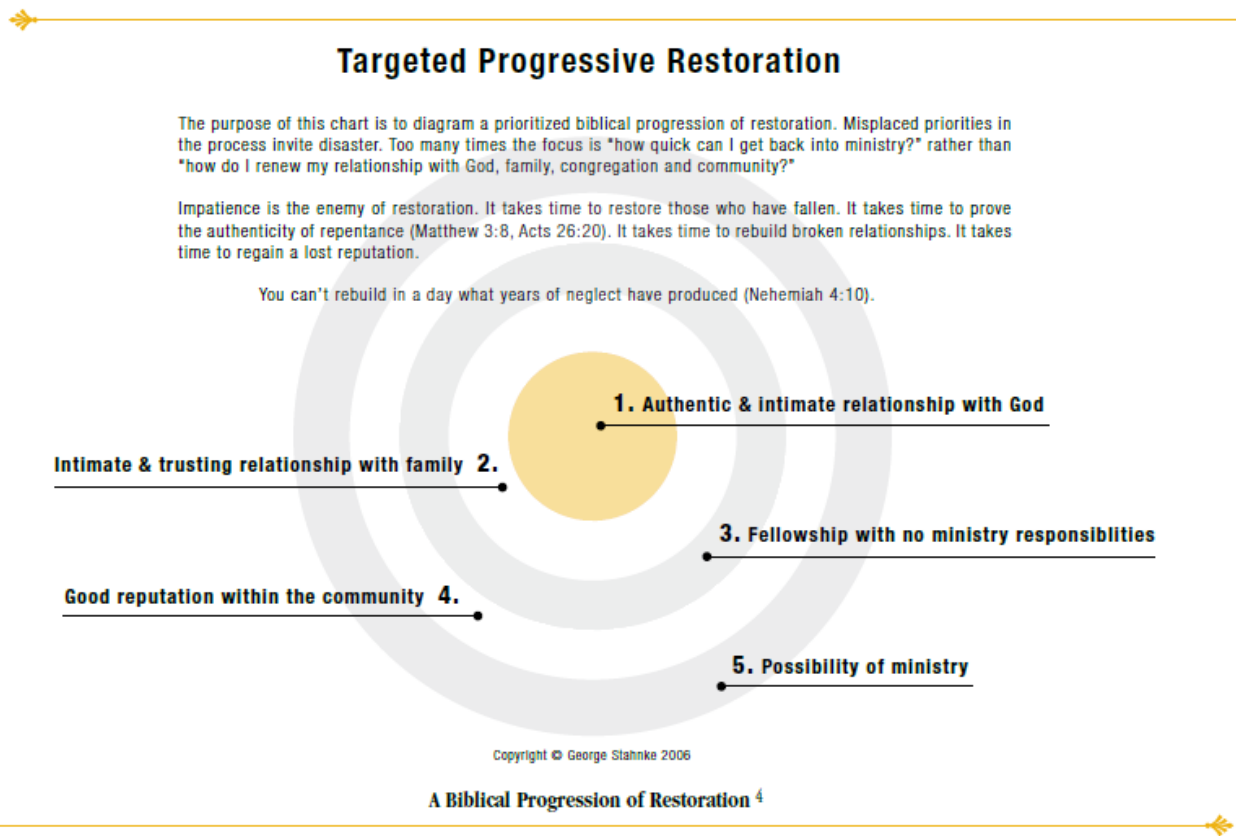 Targeted Progressive Restoration
The purpose of this chart is to diagram a prioritized biblical progression of restoration. Misplaced priorities in
the process invite disaster. Too many times the focus is "how quick can I get back into ministry?" rather than
"how do I renew my relationship with God, family, congregation and community?"
Impatience is the enemy of restoration. It takes time to restore those who have fallen. It takes time to prove
the authenticity of repentance (Matthew 3:8, Acts 26:20). It takes time to rebuild broken relationships. It takes
time to regain a lost reputation.
You can't rebuild in a day what years of neglect have produced (Nehemiah 4:10).
1. Authentic & intimate relationship with God
Intimate & trusting relationship with family 2.
3. Fellowship with no ministry responsiblities
Good reputation within the community 4.
5. Possibility of ministry
Copyright © George Stahnke 2006
A Biblical Progression of Restoration 4